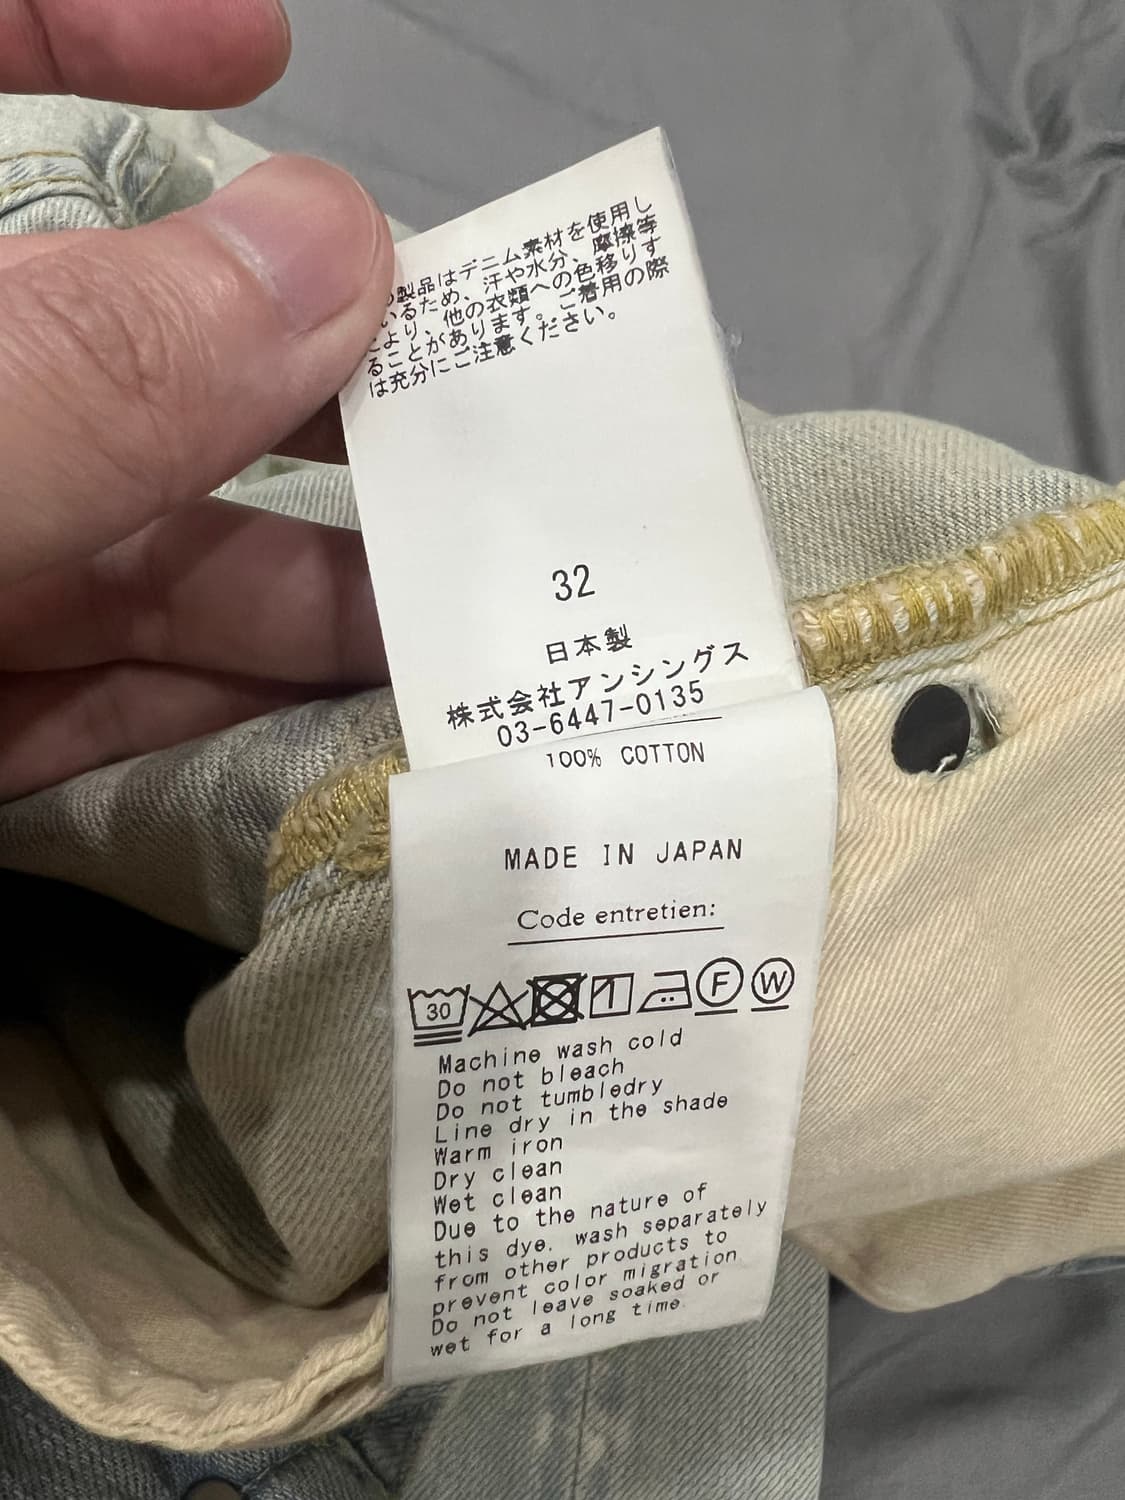 製品はデニム素材を使用し
いるため、汗や水分、摩擦等
より、他の衣類への色移りす
ることがあります。ご着用の際
は充分にご注意ください。
32
日本製
株式会社アンシングス
03-6447-0135
100% COTTON
MADE IN JAPAN
Code entretien:
30 F W
Machine wash cold
Do not bleach
Do not tumbledry
Line dry in the shade
Warm iron
Dry clean
Wet clean
Due to the nature of
this dye. wash separately
from other products to
prevent color migration
Do not leave soaked or
wet for a long time.